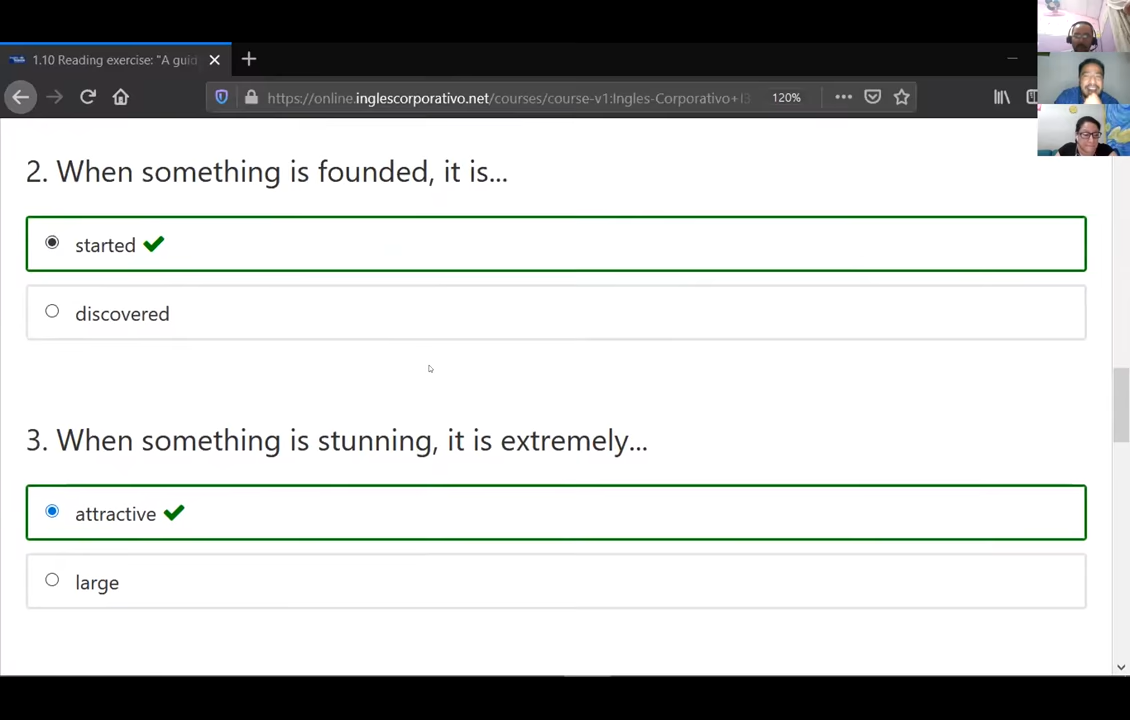 1.10 Reading exercise: "A guid
https://online.inglescorporativo.net/courses/course-v1:Ingles-Corporativo+I3
120%
2. When something is founded, it is...
started
discovered
3. When something is stunning, it is extremely...
attractive
large